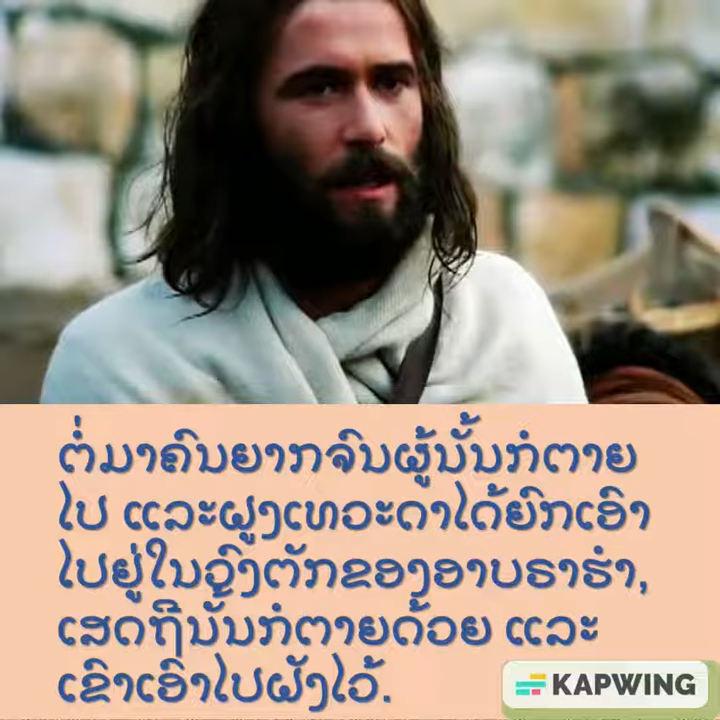 ຕໍ່ມາຄົນຍາກຈົນຜູ້ນັ້ນກໍຕາຍ
ໄປ ແລະຝູງເທວະດາໄດ້ຍົກເອົາ
ໄປຢູ່ໃນວົງຕັກຂອງອາບຣາຮໍາ,
ເສດຖີນັ້ນກໍຕາຍດ້ວຍ ແລະ
ເຂົາເອົາໄປຝັງໄວ້.
KAPWING